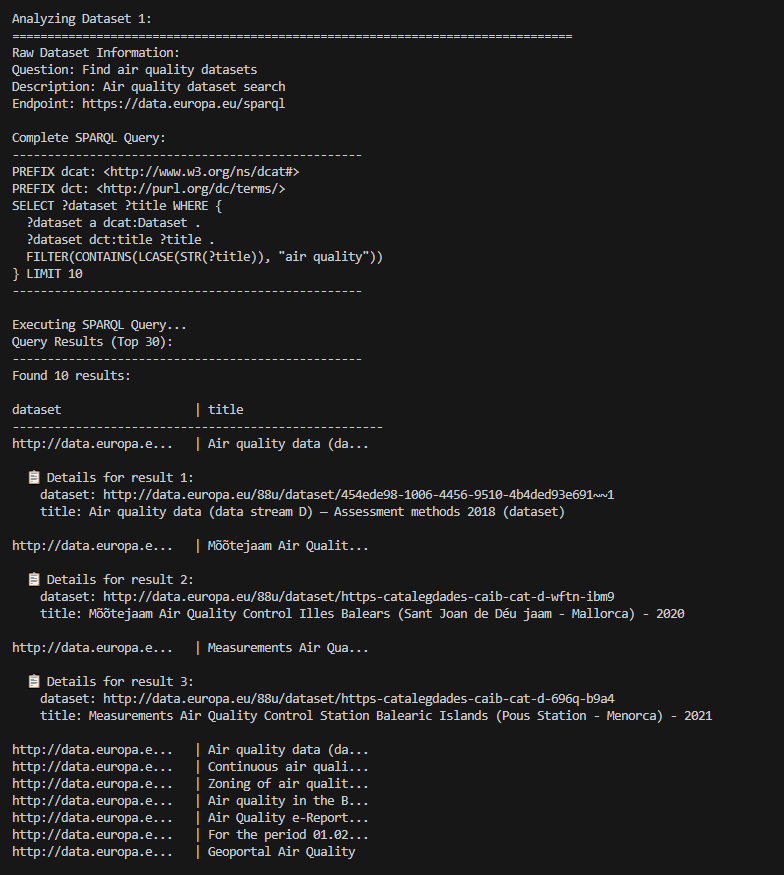 Analyzing Dataset 1:
================================================================================
Raw Dataset Information:
Question: Find air quality datasets
Description: Air quality dataset search
Endpoint: https://data.europa.eu/sparql
Complete SPARQL Query:
--------------------------------------------------
PREFIX dcat: <http://www.w3.org/ns/dcat#>
PREFIX dct: <http://purl.org/dc/terms/>
SELECT ?dataset ?title WHERE {
?dataset a dcat:Dataset .
?dataset dct:title ?title .
FILTER(CONTAINS(LCASE(STR(?title)), "air quality"))
} LIMIT 10
--------------------------------------------------
Executing SPARQL Query...
Query Results (Top 30):
--------------------------------------------------
Found 10 results:
dataset | title
-----------------------------------------------------
http://data.europa.e... | Air quality data (da...
📋 Details for result 1:
dataset: http://data.europa.eu/88u/dataset/454ede98-1006-4456-9510-4b4ded93e691~~1
title: Air quality data (data stream D) — Assessment methods 2018 (dataset)
http://data.europa.e... | Mõõtejaam Air Qualit...
📋 Details for result 2:
dataset: http://data.europa.eu/88u/dataset/https-catalegdades-caib-cat-d-wftn-ibm9
title: Mõõtejaam Air Quality Control Illes Balears (Sant Joan de Déu jaam - Mallorca) - 2020
http://data.europa.e... | Measurements Air Qua...
📋 Details for result 3:
dataset: http://data.europa.eu/88u/dataset/https-catalegdades-caib-cat-d-696q-b9a4
title: Measurements Air Quality Control Station Balearic Islands (Pous Station - Menorca) - 2021
http://data.europa.e... | Air quality data (da...
http://data.europa.e... | Continuous air quali...
http://data.europa.e... | Zoning of air qualit...
http://data.europa.e... | Air quality in the B...
http://data.europa.e... | Air Quality e-Report...
http://data.europa.e... | For the period 01.02...
http://data.europa.e... | Geoportal Air Quality